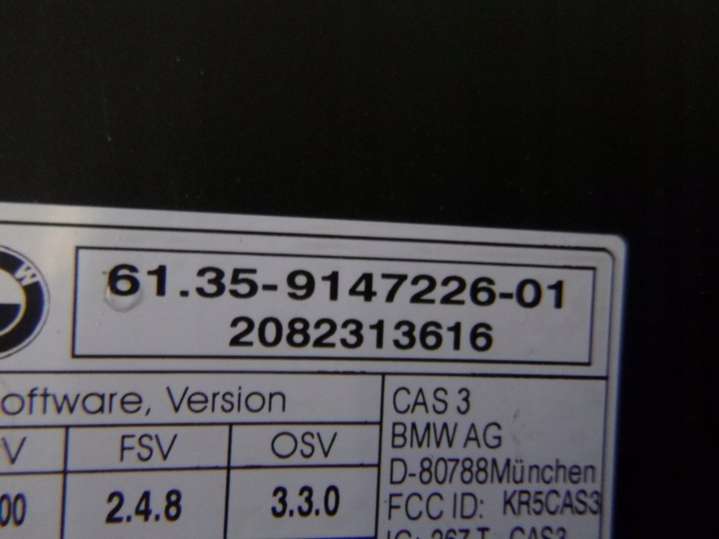 61.35-9147226-01
2082313616
oftware, Version
CAS 3
V FSV OSV
BMW AG
D-80788München
00 2.4.8 3.3.0
FCC ID: KR5CAS3
W